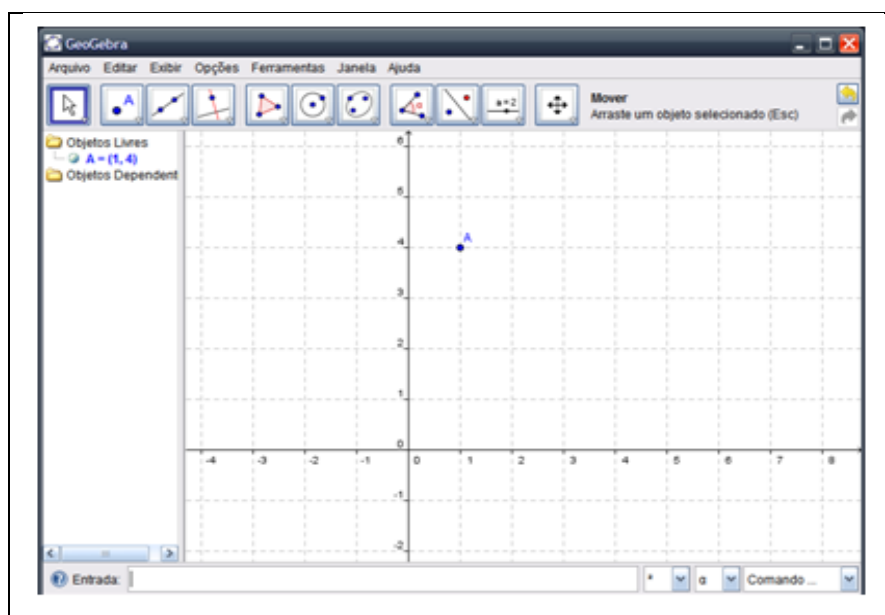 GeoGebra
Arquivo Editar Exibir Opções Ferramentas Janela Ajuda
A
a=2
Mover
Arraste um objeto selecionado (Esc)
Objetos Livres
A = (1, 4)
Objetos Dependent
6
5
4
A
3
2
1
0
-4 -3 -2 -1 0 1 2 3 4 5 6 7 8
-1
-2
Entrada:
α
Comando ...